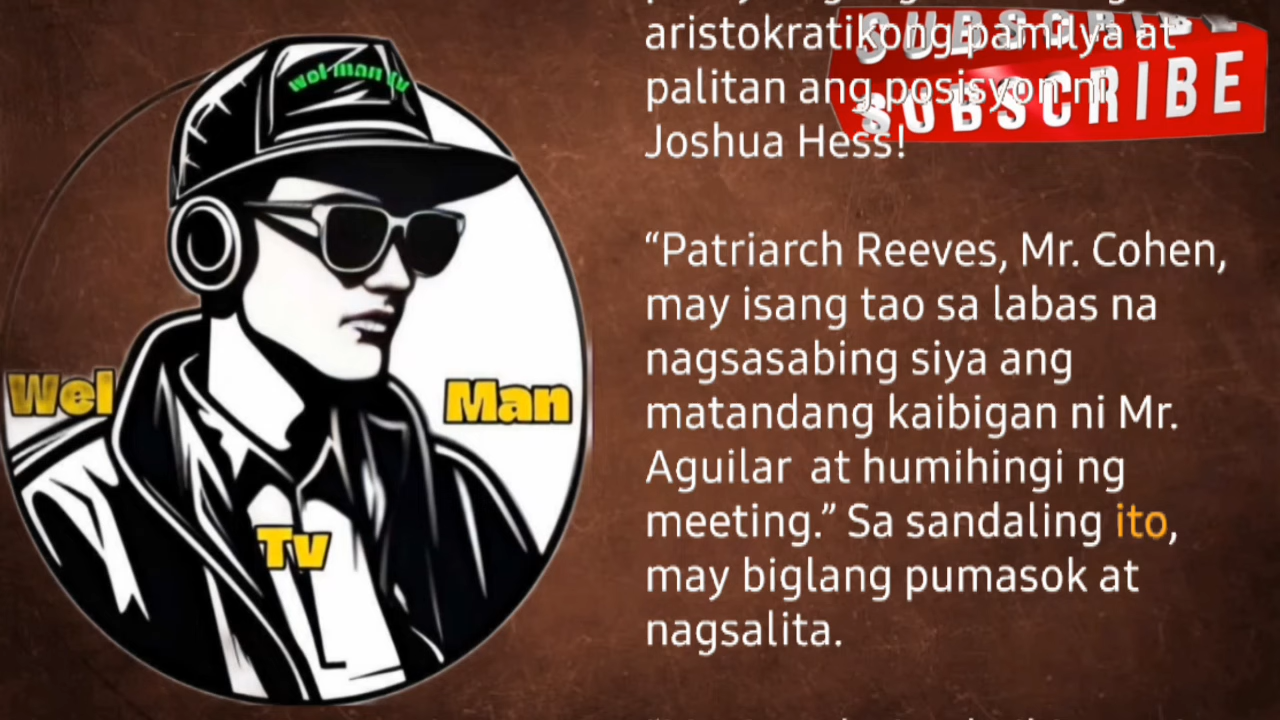 wel man tv
Wel
Man
Tv
SUBSCRIBE
SUBSCRIBE
aristokratikong pamilya at
palitan ang posisyon ni
Joshua Hess!
“Patriarch Reeves, Mr. Cohen,
may isang tao sa labas na
nagsasabing siya ang
matandang kaibigan ni Mr.
Aguilar at humihingi ng
meeting.” Sa sandaling ito,
may biglang pumasok at
nagsalita.